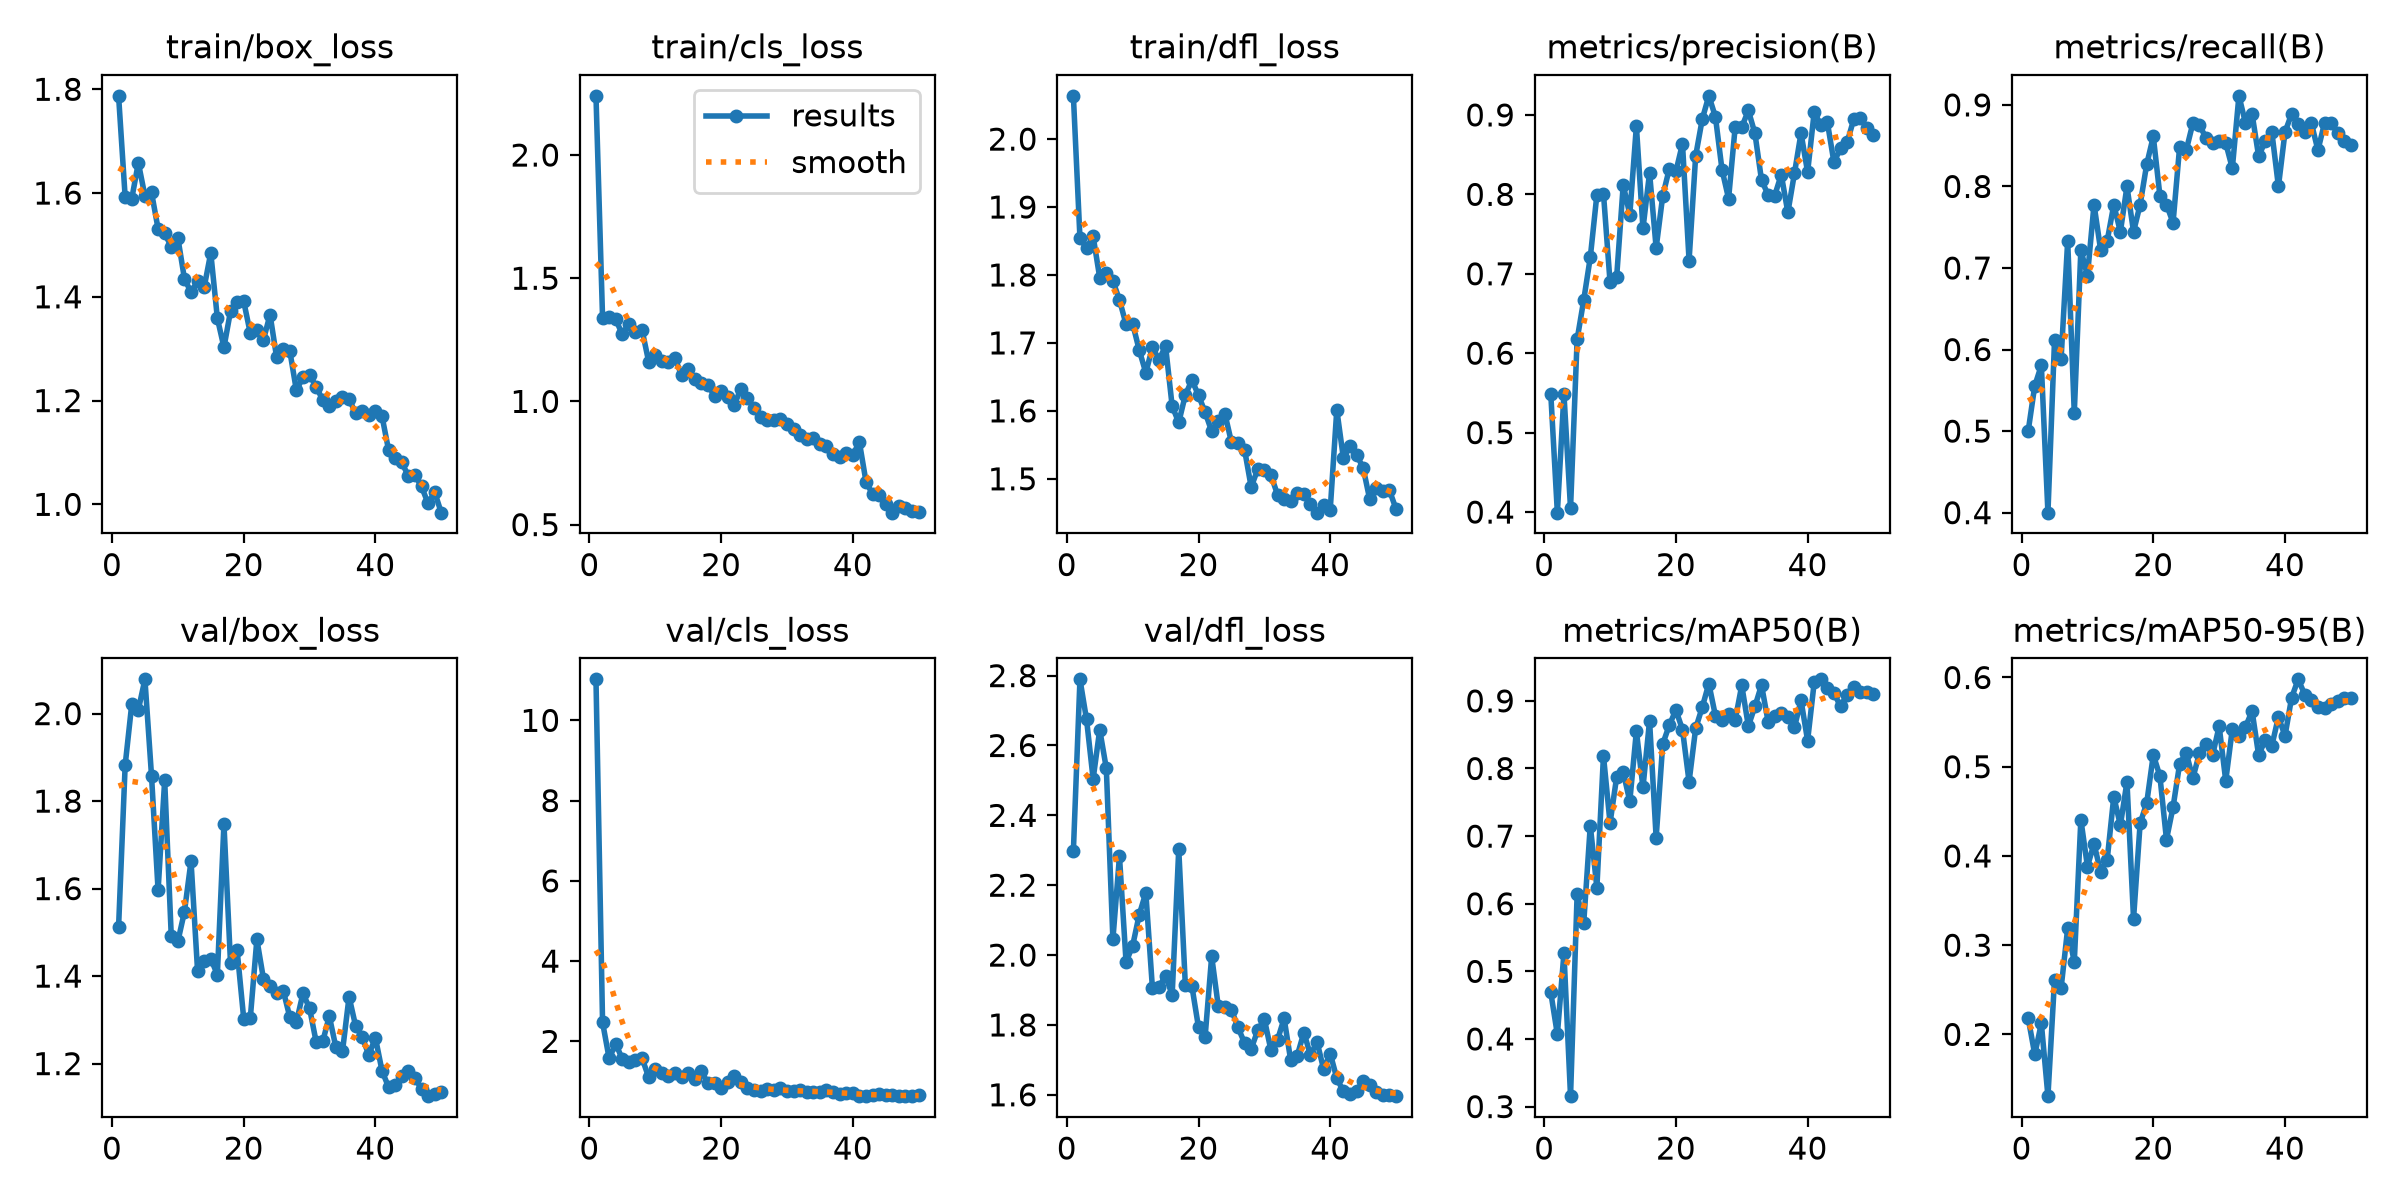 train/box_loss
1.8
1.6
1.4
1.2
1.0
0 20 40
train/cls_loss
results
smooth
2.0
1.5
1.0
0.5
0 20 40
train/dfl_loss
2.0
1.9
1.8
1.7
1.6
1.5
0 20 40
metrics/precision(B)
0.9
0.8
0.7
0.6
0.5
0.4
0 20 40
metrics/recall(B)
0.9
0.8
0.7
0.6
0.5
0.4
0 20 40
val/box_loss
2.0
1.8
1.6
1.4
1.2
0 20 40
val/cls_loss
10
8
6
4
2
0 20 40
val/dfl_loss
2.8
2.6
2.4
2.2
2.0
1.8
1.6
0 20 40
metrics/mAP50(B)
0.9
0.8
0.7
0.6
0.5
0.4
0.3
0 20 40
metrics/mAP50-95(B)
0.6
0.5
0.4
0.3
0.2
0 20 40